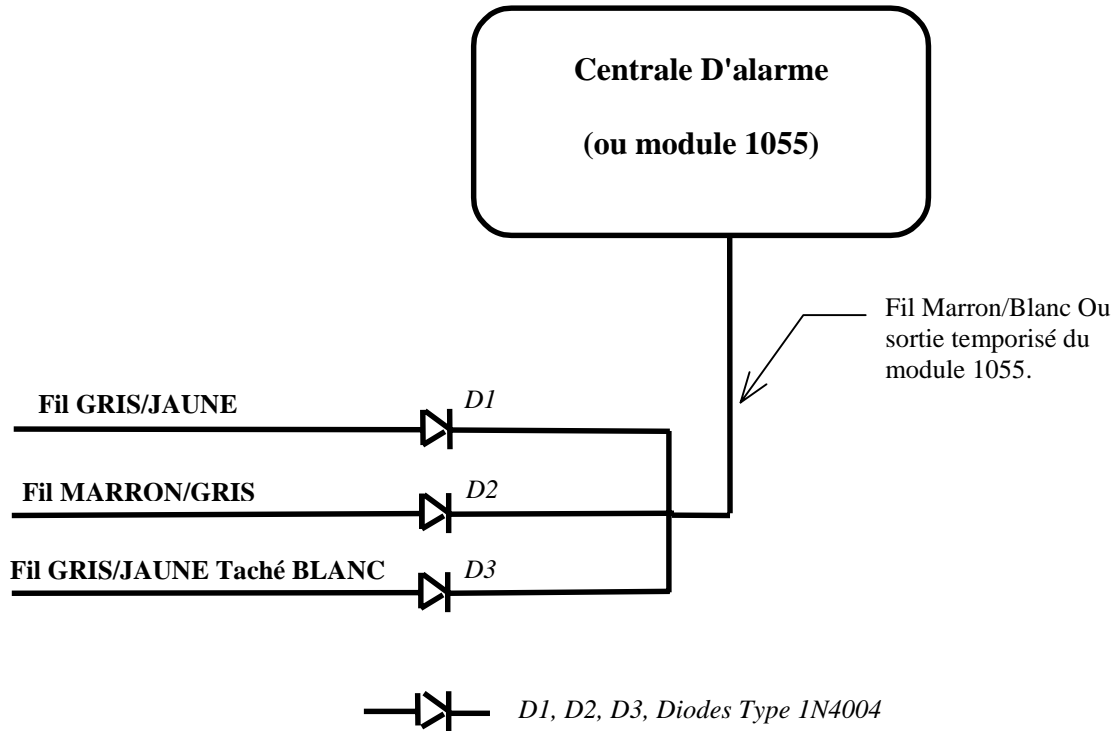 Centrale D'alarme
(ou module 1055)
Fil Marron/Blanc Ou
sortie temporisé du
module 1055.
Fil GRIS/JAUNE
D1
Fil MARRON/GRIS
D2
Fil GRIS/JAUNE Taché BLANC
D3
D1, D2, D3, Diodes Type 1N4004